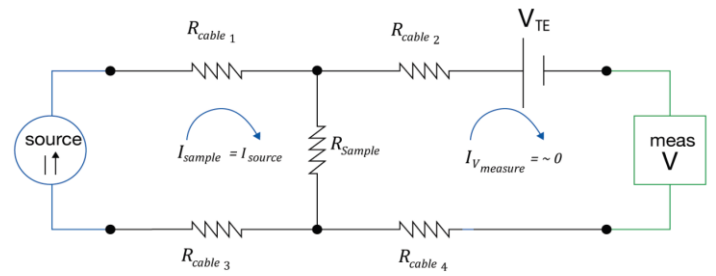 V_TE
R_cable 1
R_cable 2
source
I_sample = I_source
R_Sample
I_V_measure = ~ 0
meas
V
R_cable 3
R_cable 4